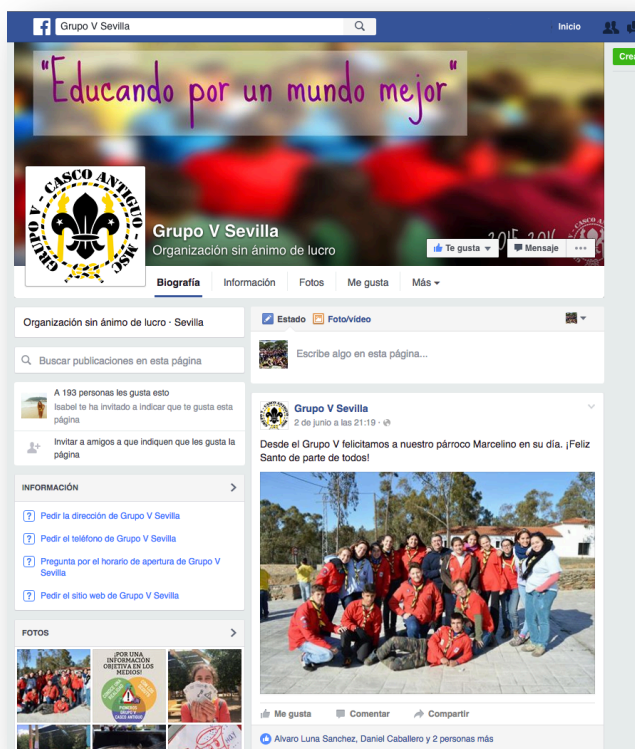 Grupo V Sevilla
Inicio
"Educando por un mundo mejor"
GRUPO V - CASCO ANTIGUO - MSC
Grupo V Sevilla
Organización sin ánimo de lucro
2015 2016
Te gusta
Mensaje
Biografía
Información
Fotos
Me gusta
Más
Organización sin ánimo de lucro · Sevilla
Buscar publicaciones en esta página
A 193 personas les gusta esto
Isabel te ha invitado a indicar que te gusta esta
página
Invitar a amigos a que indiquen que les gusta la
página
INFORMACIÓN
Pedir la dirección de Grupo V Sevilla
Pedir el teléfono de Grupo V Sevilla
Pregunta por el horario de apertura de Grupo V
Sevilla
Pedir el sitio web de Grupo V Sevilla
FOTOS
¡POR UNA
INFORMACIÓN
OBJETIVA EN LOS
MEDIOS!
GRUPO V
CASCO ANTIGUO
Estado
Foto/vídeo
Escribe algo en esta página...
Grupo V Sevilla
2 de junio a las 21:19 ·
Desde el Grupo V felicitamos a nuestro párroco Marcelino en su día. ¡Feliz
Santo de parte de todos!
Me gusta
Comentar
Compartir
Alvaro Luna Sanchez, Daniel Caballero y 2 personas más